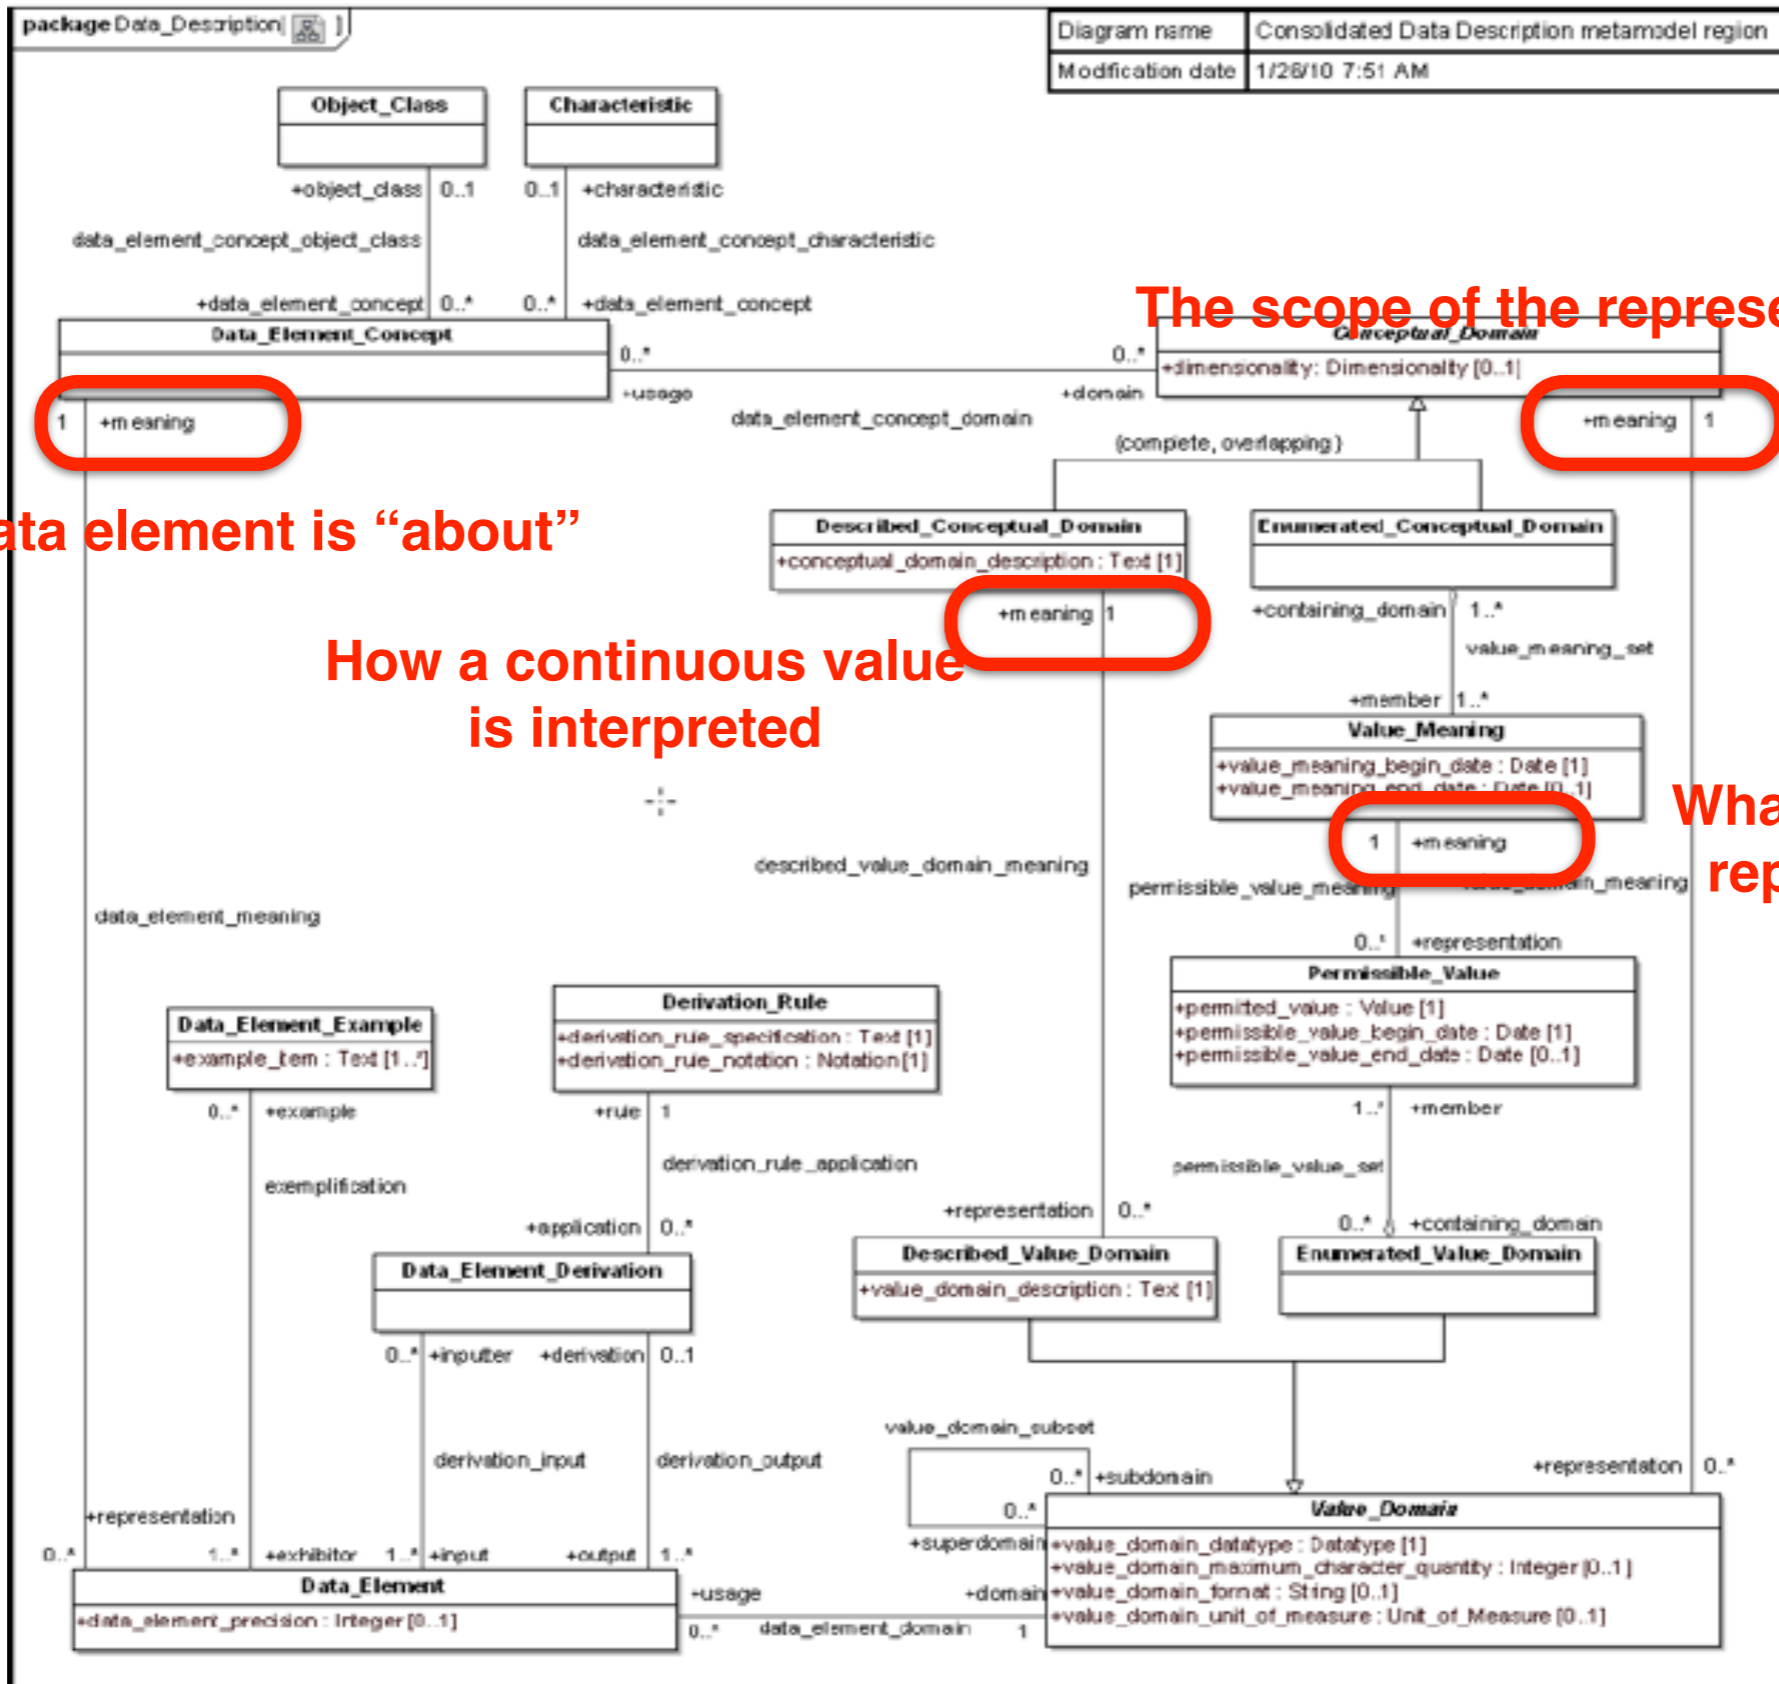 package Data_Description[ ]
Diagram name
Consolidated Data Description metamodel region
Modification date
1/28/10 7:51 AM
Object_Class
Characteristic
+object_class 0..1
0..1 +characteristic
data_element_concept_object_class
data_element_concept_characteristic
+data_element_concept 0..*
0..* +data_element_concept
The scope of the represe
Data_Element_Concept
Conceptual_Domain
+dimensionality: Dimensionality [0..1]
0..*
+usage
0..*
+domain
data_element_concept_domain
1 +meaning
+meaning 1
{complete, overlapping }
ata element is “about”
Described_Conceptual_Domain
+conceptual_domain_description : Text [1]
Enumerated_Conceptual_Domain
+meaning 1
+containing_domain 1..*
How a continuous value
is interpreted
value_meaning_set
+member 1..*
Value_Meaning
+value_meaning_begin_date : Date [1]
+value_meaning_end_date : Date [0..1]
Wha
rep
1 +meaning
described_value_domain_meaning
permissible_value_meaning
value_domain_meaning
data_element_meaning
0..* +representation
Permissible_Value
+permitted_value : Value [1]
+permissible_value_begin_date : Date [1]
+permissible_value_end_date : Date [0..1]
Derivation_Rule
+derivation_rule_specification : Text [1]
+derivation_rule_notation : Notation [1]
Data_Element_Example
+example_item : Text [1..*]
0..* +example
+rule 1
1..* +member
derivation_rule_application
permissible_value_set
exemplification
+application 0..*
+representation 0..*
0..* +containing_domain
Data_Element_Derivation
Described_Value_Domain
+value_domain_description : Text [1]
Enumerated_Value_Domain
0..* +inputter
+derivation 0..1
value_domain_subset
derivation_input
derivation_output
0..* +subdomain
+representation 0..*
0..*
+superdomain
Value_Domain
+value_domain_datatype : Datatype [1]
+value_domain_maximum_character_quantity : Integer [0..1]
+value_domain_format : String [0..1]
+value_domain_unit_of_measure : Unit_of_Measure [0..1]
+representation
0..*
1..* +exhibitor
1..* +input
+output 1..*
Data_Element
+data_element_precision : Integer [0..1]
+usage
0..*
data_element_domain
+domain
1